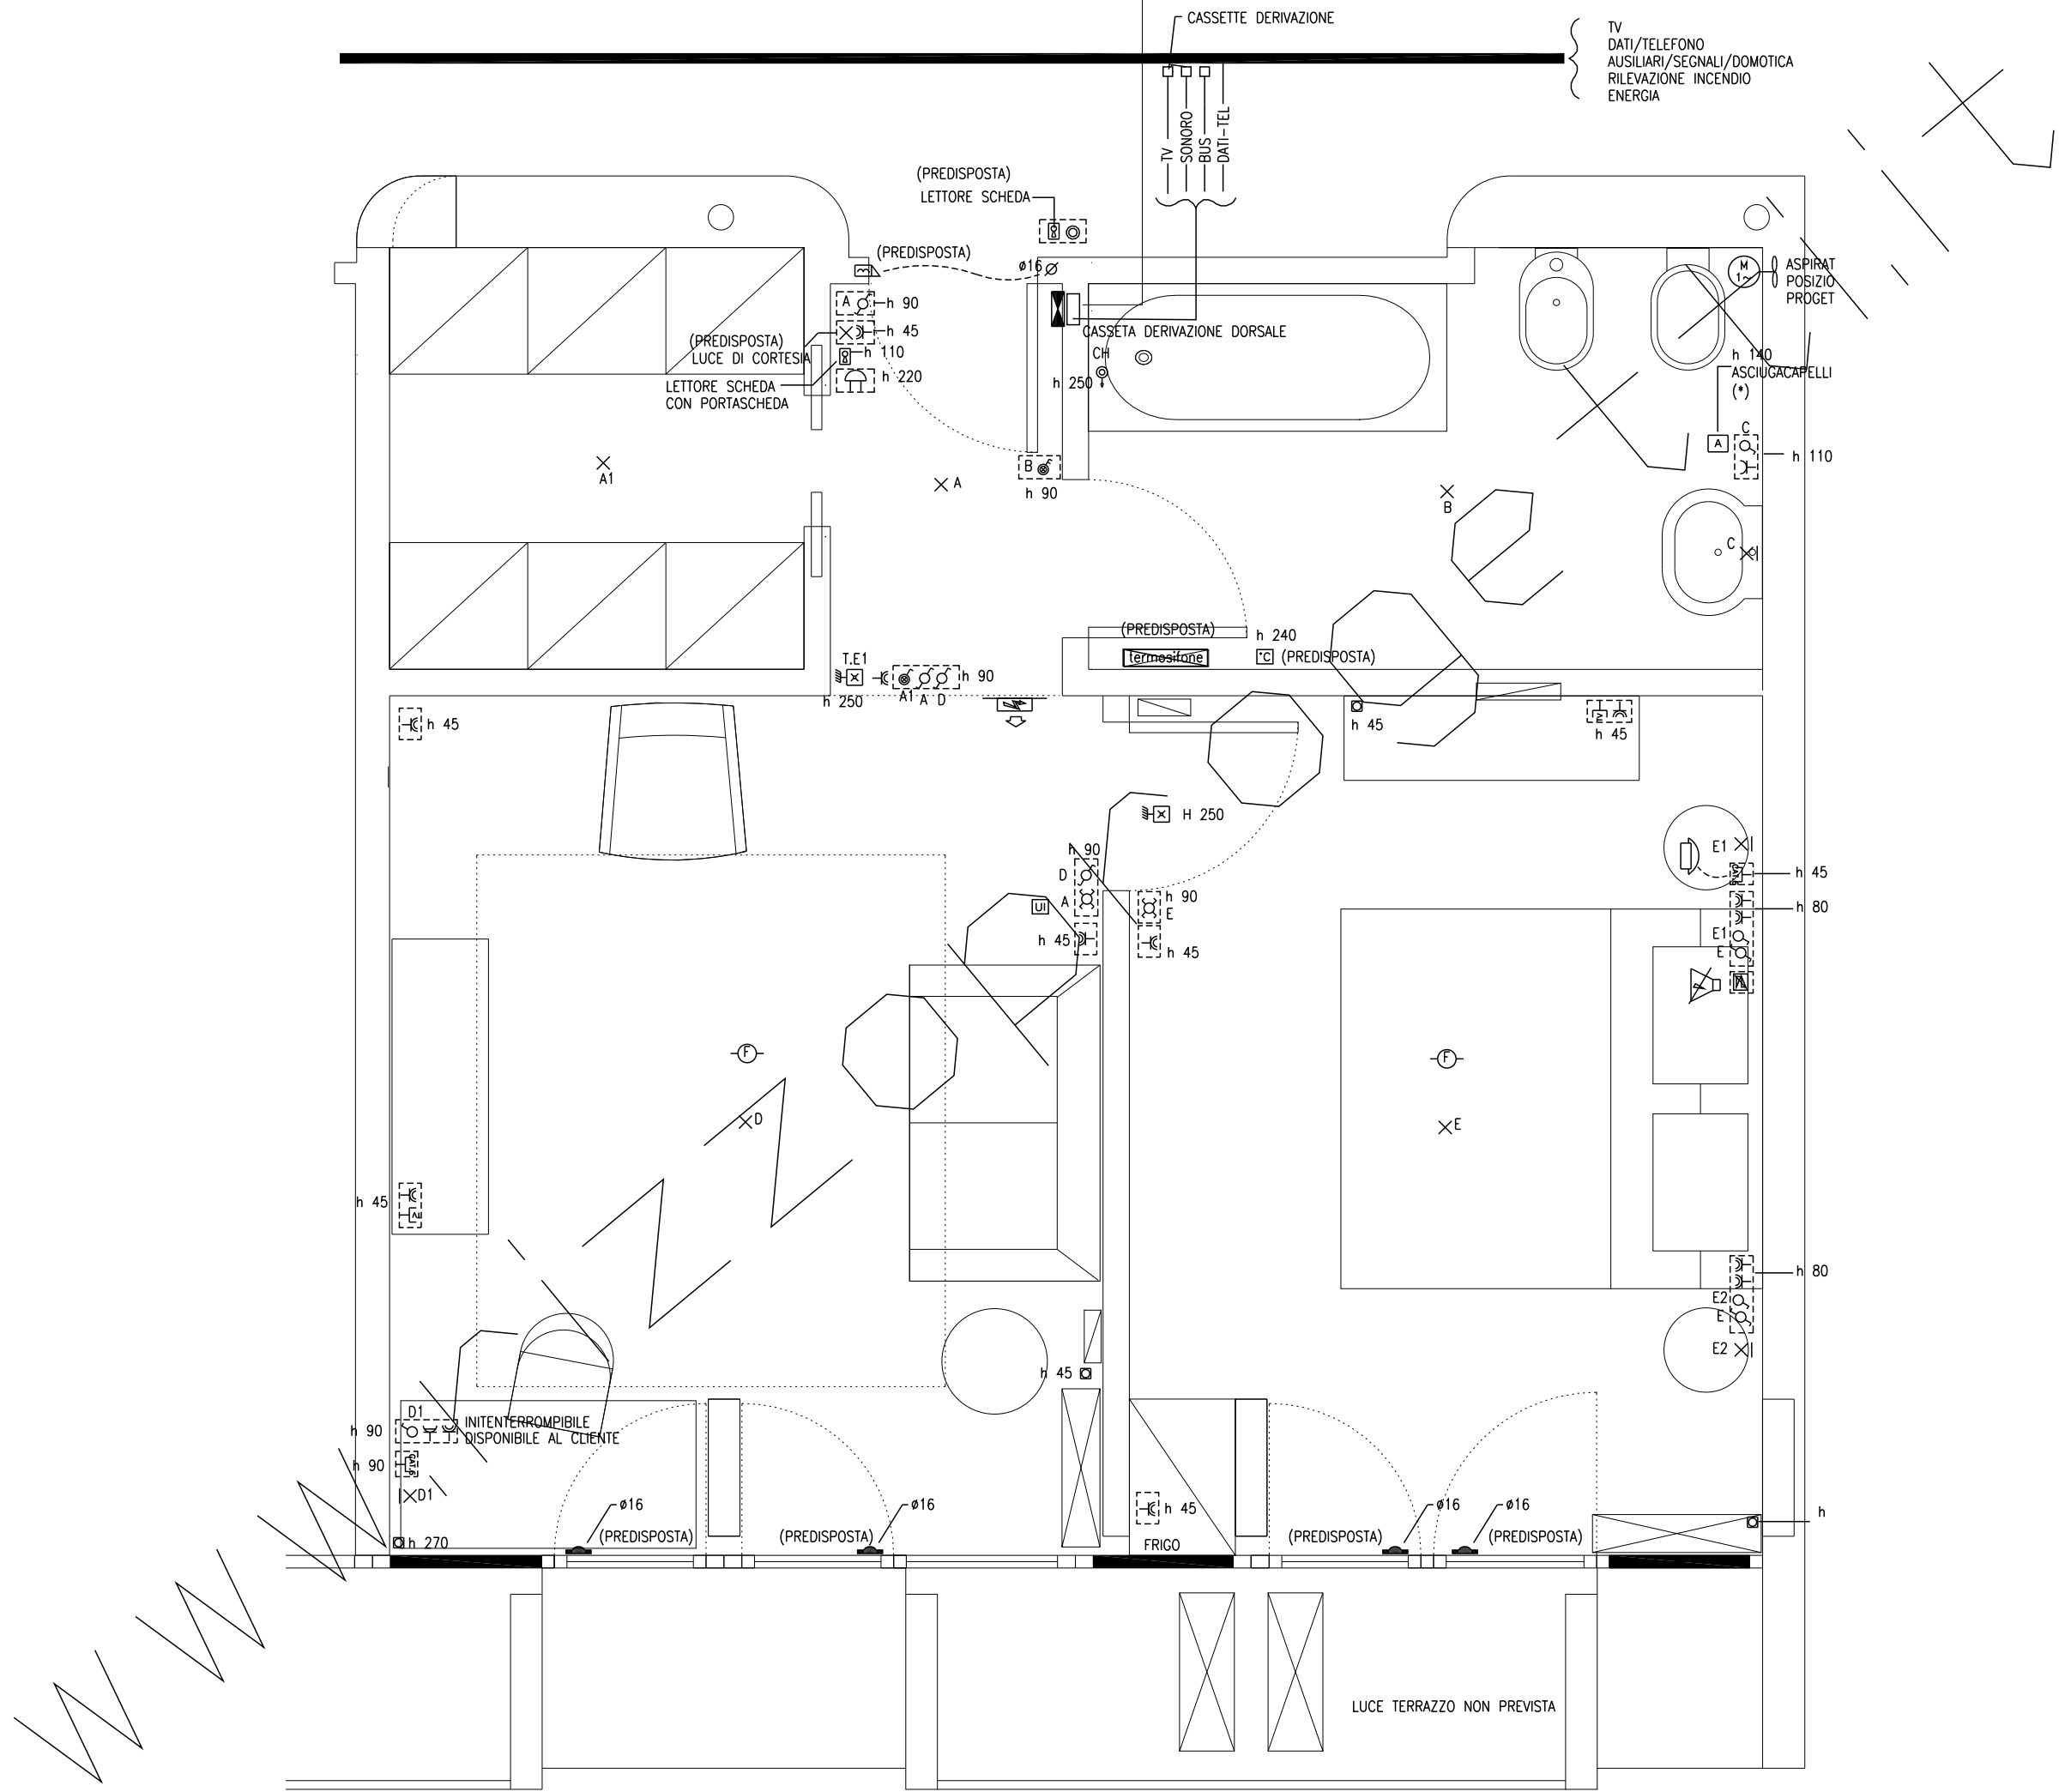 CASSETTE DERIVAZIONE
TV
DATI/TELEFONO
AUSILIARI/SEGNALI/DOMOTICA
RILEVAZIONE INCENDIO
ENERGIA
TV
SONORO
BUS
DATI-TEL
(PREDISPOSTA)
LETTORE SCHEDA
(PREDISPOSTA)
ø16
M
1~
ASPIRAT
POSIZIO
PROGET
A
h 90
h 45
(PREDISPOSTA)
LUCE DI CORTESIA
h 110
h 220
LETTORE SCHEDA
CON PORTASCHEDA
CASSETA DERIVAZIONE DORSALE
CH
h 250
h 140
ASCIUGACAPELLI
(*)
A
C
h 110
A1
A
B
h 90
B
C
(PREDISPOSTA)
termosifone
h 240
°C (PREDISPOSTA)
T.E1
h 250
A1
A
D
h 90
h 45
h 45
h 45
H 250
h 90
D
A
UI
h 45
h 90
E
h 45
E1
h 45
h 80
E1
E
F
F
D
E
h 45
h 80
E2
E
E2
h 45
D1
h 90
INITENTERROMPIBILE
DISPONIBILE AL CLIENTE
h 90
D1
h 270
ø16
(PREDISPOSTA)
ø16
(PREDISPOSTA)
h 45
FRIGO
ø16
(PREDISPOSTA)
ø16
(PREDISPOSTA)
h
LUCE TERRAZZO NON PREVISTA